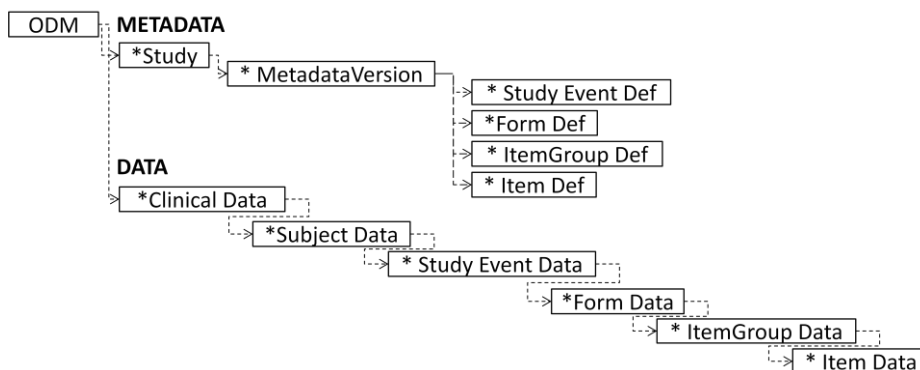 ODM
METADATA
*Study
* MetadataVersion
* Study Event Def
*Form Def
* ItemGroup Def
* Item Def
DATA
*Clinical Data
*Subject Data
* Study Event Data
*Form Data
* ItemGroup Data
* Item Data